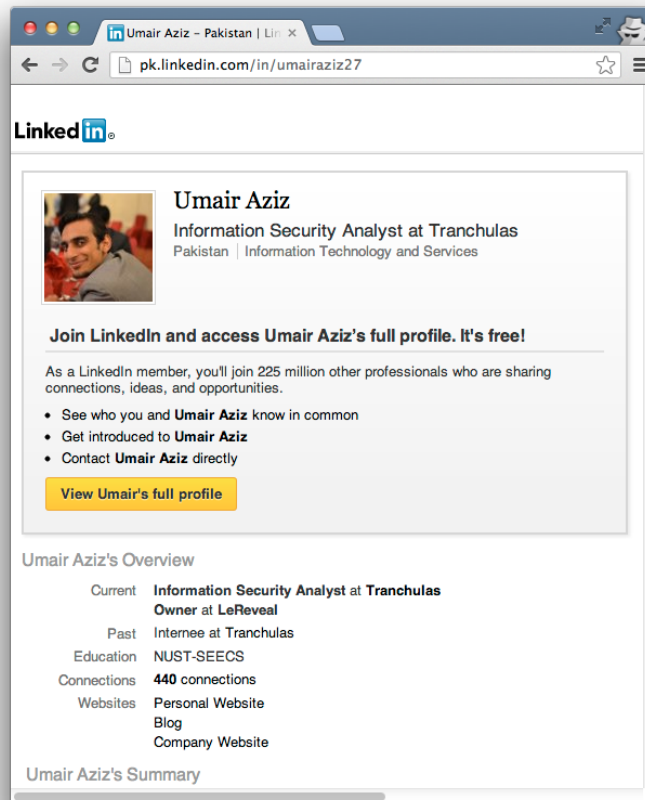 Umair Aziz – Pakistan | Lin
pk.linkedin.com/in/umairaziz27
Linked in ®
Umair Aziz
Information Security Analyst at Tranchulas
Pakistan | Information Technology and Services
Join LinkedIn and access Umair Aziz's full profile. It's free!
As a LinkedIn member, you'll join 225 million other professionals who are sharing
connections, ideas, and opportunities.
• See who you and Umair Aziz know in common
• Get introduced to Umair Aziz
• Contact Umair Aziz directly
View Umair's full profile
Umair Aziz's Overview
Current Information Security Analyst at Tranchulas
Owner at LeReveal
Past Internee at Tranchulas
Education NUST-SEECS
Connections 440 connections
Websites Personal Website
Blog
Company Website
Umair Aziz's Summary